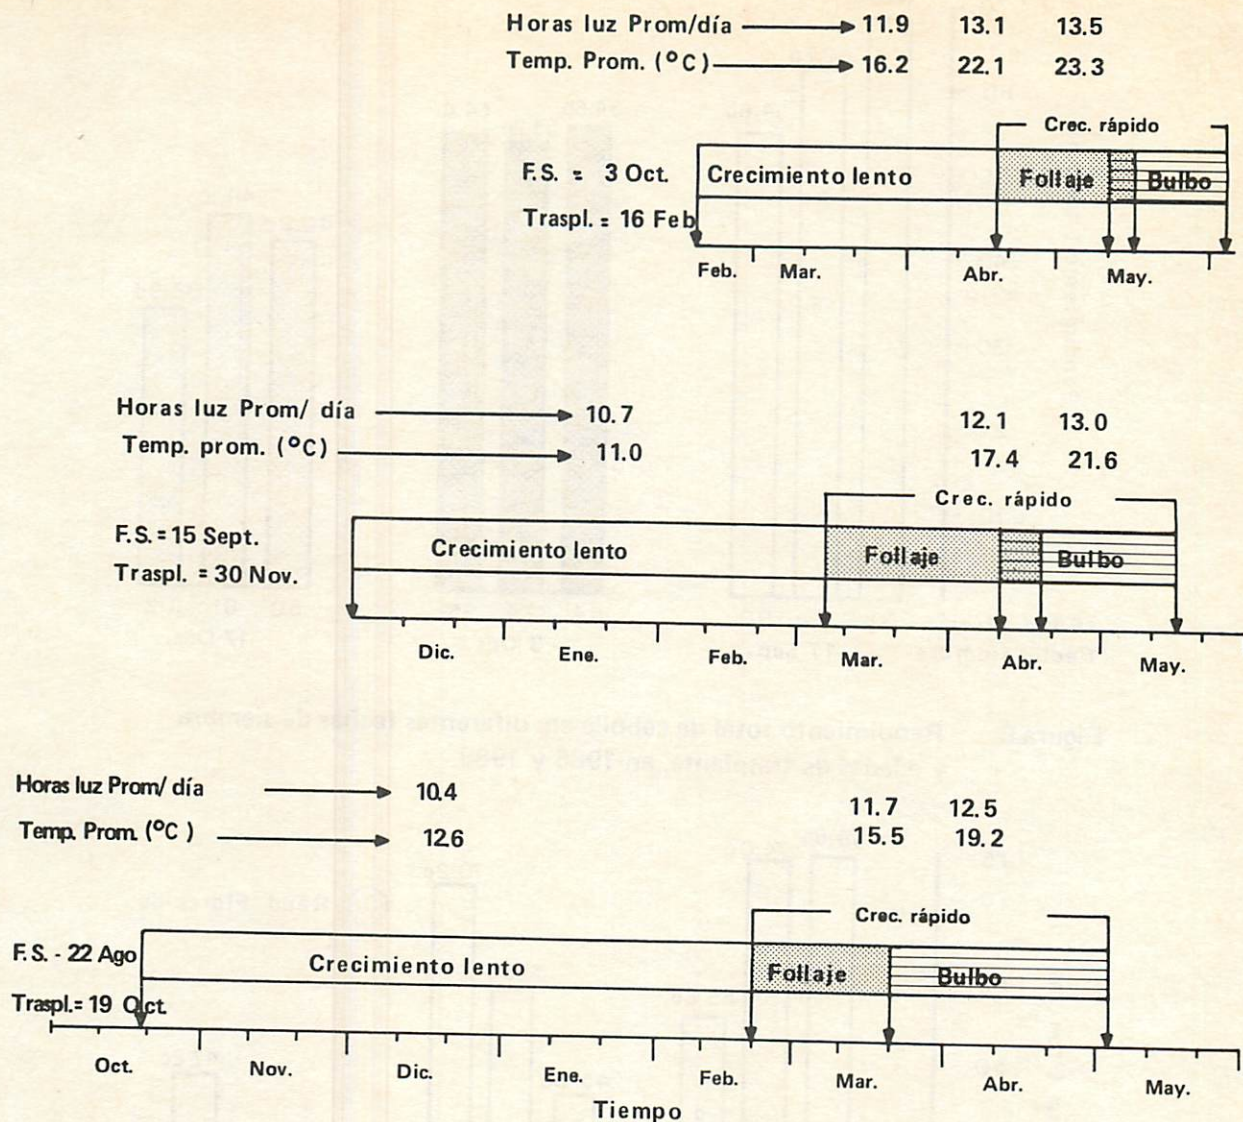 Horas luz Prom/día 11.9 13.1 13.5
Temp. Prom. (°C) 16.2 22.1 23.3
Crec. rápido
F.S. = 3 Oct. Crecimiento lento Follaje Bulbo
Traspl. = 16 Feb
Feb. Mar. Abr. May.
Horas luz Prom/ día 10.7 12.1 13.0
Temp. prom. (°C) 11.0 17.4 21.6
Crec. rápido
F.S. = 15 Sept. Crecimiento lento Follaje Bulbo
Traspl. = 30 Nov.
Dic. Ene. Feb. Mar. Abr. May.
Horas luz Prom/ día 10.4 11.7 12.5
Temp. Prom. (°C) 12.6 15.5 19.2
Crec. rápido
F.S. - 22 Ago Crecimiento lento Follaje Bulbo
Traspl. = 19 Oct.
Oct. Nov. Dic. Ene. Feb. Mar. Abr. May.
Tiempo